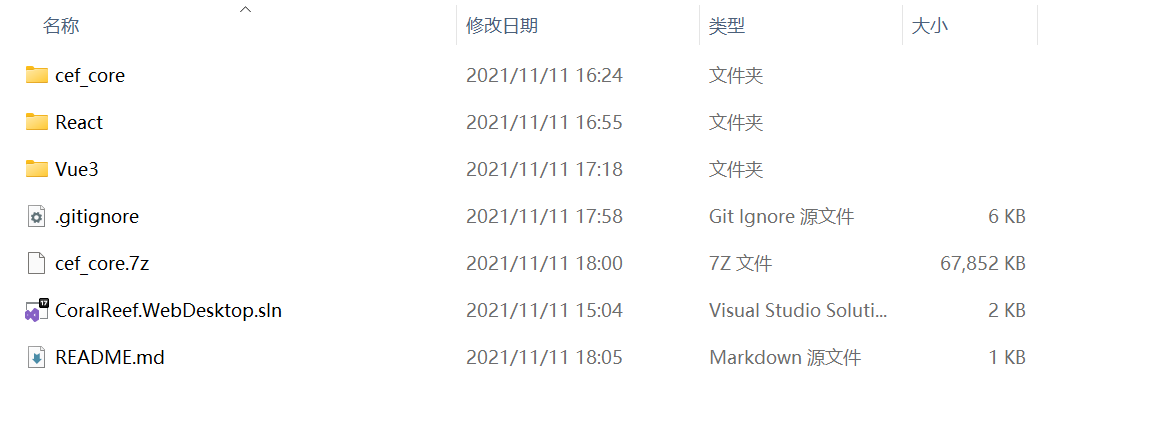 名称 修改日期 类型 大小
cef_core 2021/11/11 16:24 文件夹
React 2021/11/11 16:55 文件夹
Vue3 2021/11/11 17:18 文件夹
.gitignore 2021/11/11 17:58 Git Ignore 源文件 6 KB
cef_core.7z 2021/11/11 18:00 7Z 文件 67,852 KB
17 CoralReef.WebDesktop.sln 2021/11/11 15:04 Visual Studio Soluti... 2 KB
README.md 2021/11/11 18:05 Markdown 源文件 1 KB